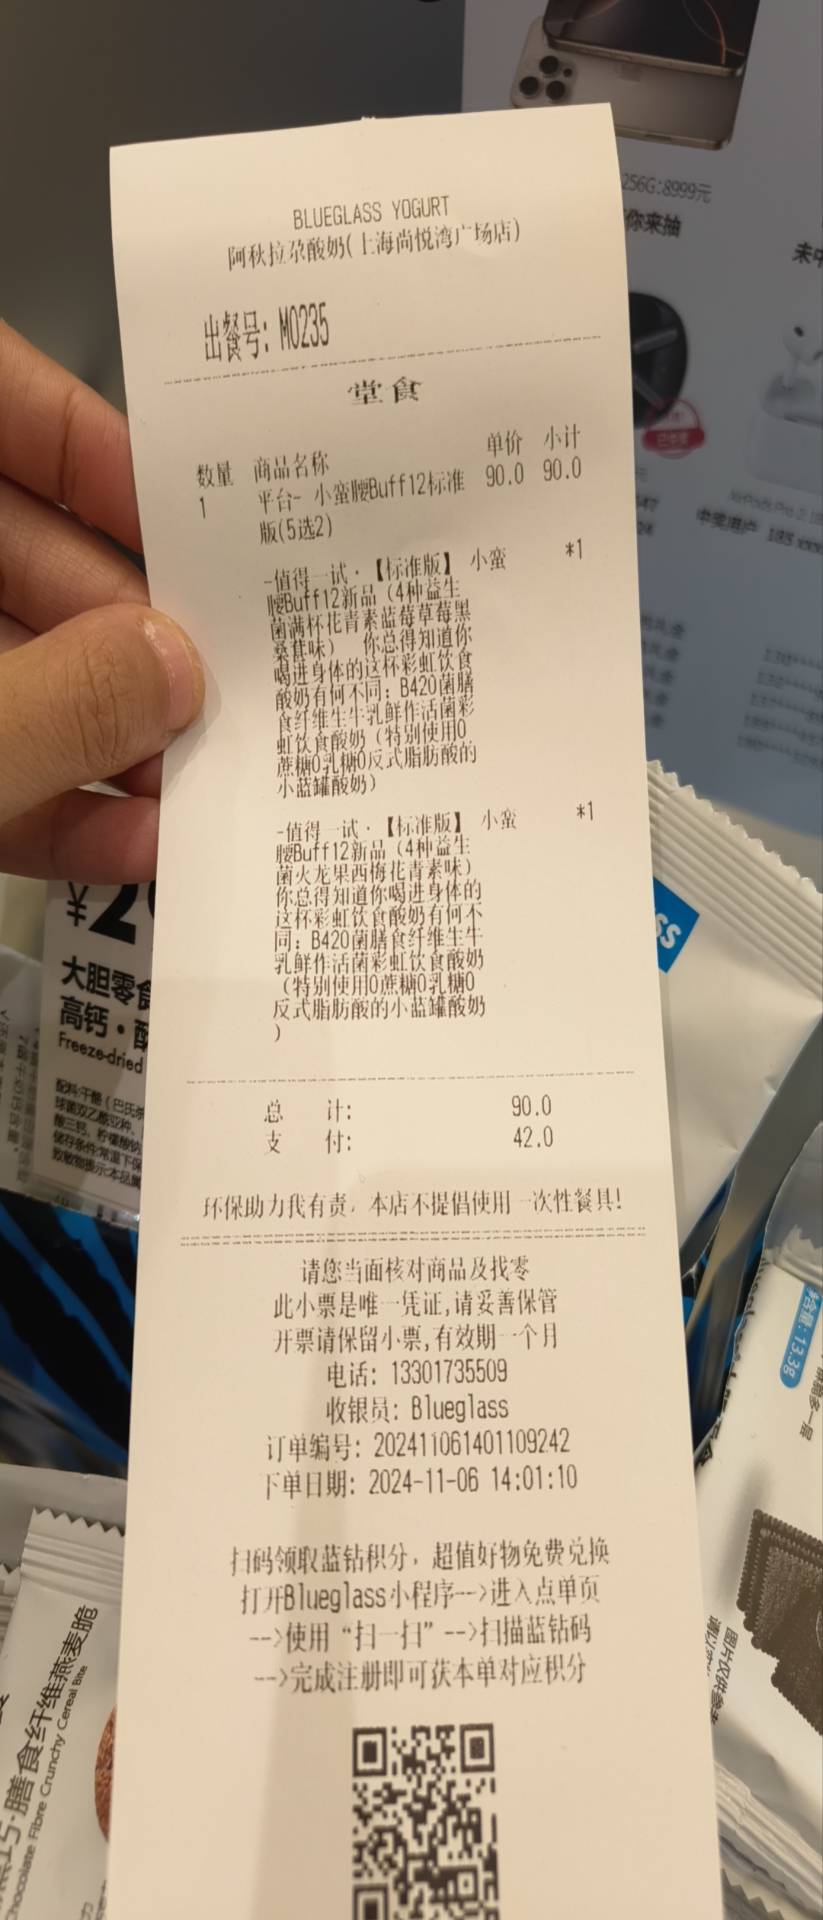 256G:8999元
你来抽
未中
BLUEGLASS YOGURT
阿秋拉尕酸奶(上海尚悦湾广场店)
出餐号: M0235
堂食
数量 商品名称 单价 小计
1 平台- 小蛮腰Buff12标准 90.0 90.0
版(5选2)
-值得一试·【标准版】 小蛮 *1
腰Buff12新品（4种益生
菌满杯花青素蓝莓草莓黑
桑葚味） 你总得知道你
喝进身体的这杯彩虹饮食
酸奶有何不同：B420菌膳
食纤维生牛乳鲜作活菌彩
虹饮食酸奶（特别使用0
蔗糖0乳糖0反式脂肪酸的
小蓝罐酸奶）
-值得一试·【标准版】 小蛮 *1
腰Buff12新品（4种益生
菌火龙果西梅花青素味）
你总得知道你喝进身体的
这杯彩虹饮食酸奶有何不
同：B420菌膳食纤维生牛
乳鲜作活菌彩虹饮食酸奶
（特别使用0蔗糖0乳糖0
反式脂肪酸的小蓝罐酸奶
）
总 计: 90.0
支 付: 42.0
环保助力我有责，本店不提倡使用一次性餐具!
请您当面核对商品及找零
此小票是唯一凭证,请妥善保管
开票请保留小票,有效期一个月
电话: 13301735509
收银员: Blueglass
订单编号: 202411061401109242
下单日期: 2024-11-06 14:01:10
扫码领取蓝钻积分，超值好物免费兑换
打开Blueglass小程序-->进入点单页
-->使用“扫一扫”-->扫描蓝钻码
-->完成注册即可获本单对应积分
¥2
大胆零食
高钙·酪
Freeze-dried
膳食纤维燕麦脆
Chocolate Fibre Crunchy Cereal Bite
含量: 13.3g